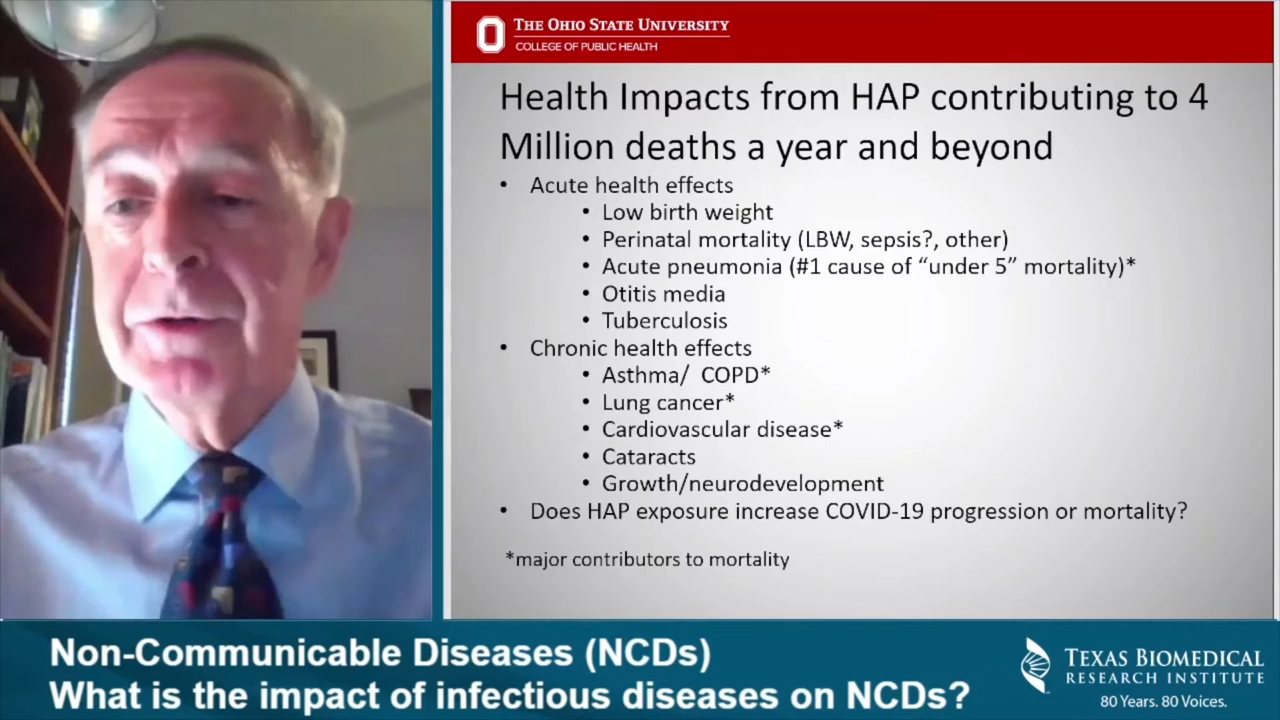 THE OHIO STATE UNIVERSITY
COLLEGE OF PUBLIC HEALTH
Health Impacts from HAP contributing to 4
Million deaths a year and beyond
• Acute health effects
• Low birth weight
• Perinatal mortality (LBW, sepsis?, other)
• Acute pneumonia (#1 cause of “under 5” mortality)*
• Otitis media
• Tuberculosis
• Chronic health effects
• Asthma/ COPD*
• Lung cancer*
• Cardiovascular disease*
• Cataracts
• Growth/neurodevelopment
• Does HAP exposure increase COVID-19 progression or mortality?
*major contributors to mortality
Non-Communicable Diseases (NCDs)
What is the impact of infectious diseases on NCDs?
TEXAS BIOMEDICAL
RESEARCH INSTITUTE
80 Years. 80 Voices.